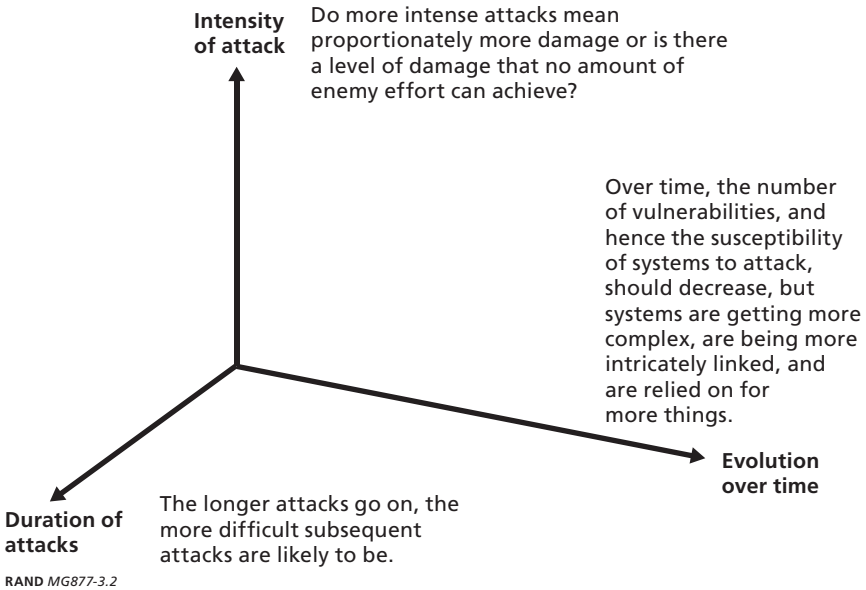 Intensity
of attack
Do more intense attacks mean
proportionately more damage or is there
a level of damage that no amount of
enemy effort can achieve?
Over time, the number
of vulnerabilities, and
hence the susceptibility
of systems to attack,
should decrease, but
systems are getting more
complex, are being more
intricately linked, and
are relied on for
more things.
Evolution
over time
Duration of
attacks
The longer attacks go on, the
more difficult subsequent
attacks are likely to be.
RAND MG877-3.2